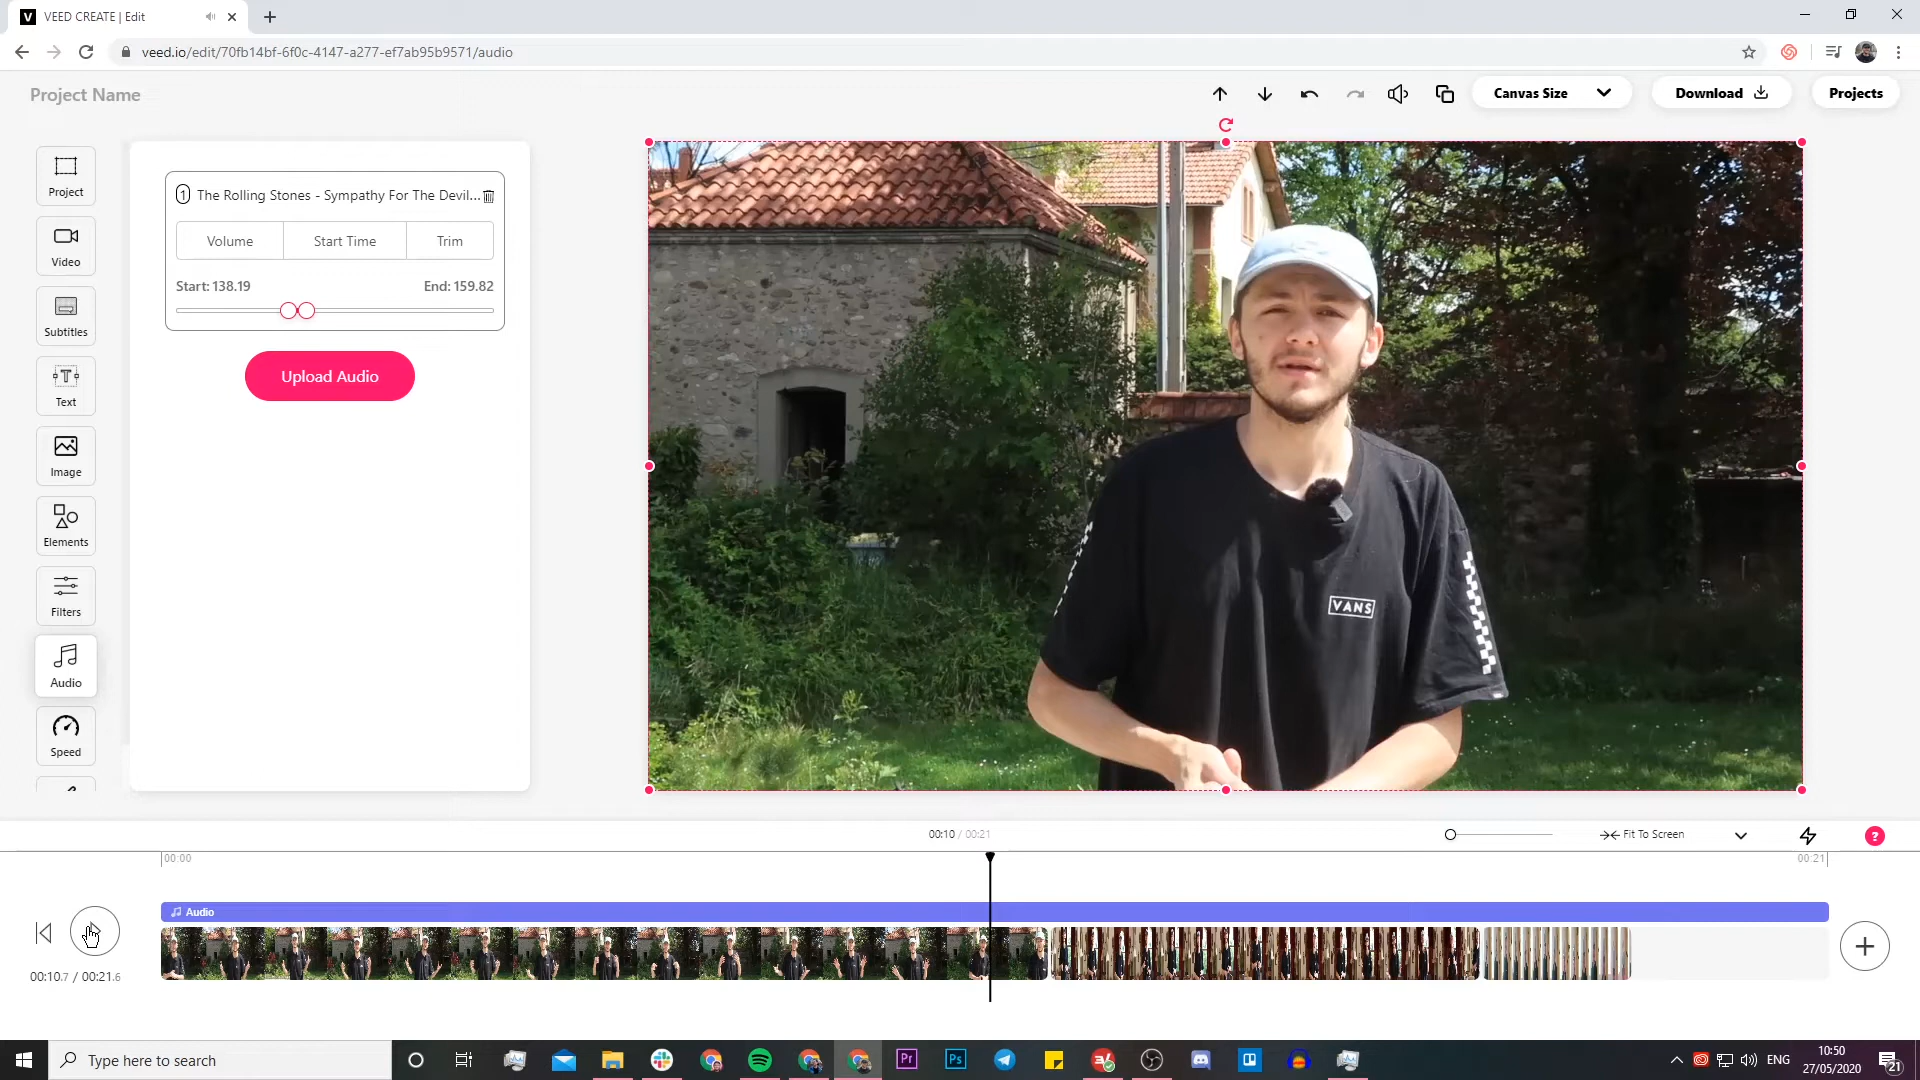 VEED CREATE | Edit
veed.io/edit/70fb14bf-6f0c-4147-a277-ef7ab95b9571/audio
Project Name
Canvas Size
Download
Projects
Project
Video
Subtitles
Text
Image
Elements
Filters
Audio
Speed
1 The Rolling Stones - Sympathy For The Devil...
Volume Start Time Trim
Start: 138.19 End: 159.82
Upload Audio
VANS
00:10 / 00:21
Fit To Screen
?
00:00 00:21
Audio
00:10.7 / 00:21.6
Type here to search
Pr
Ps
ENG
10:50
27/05/2020
21